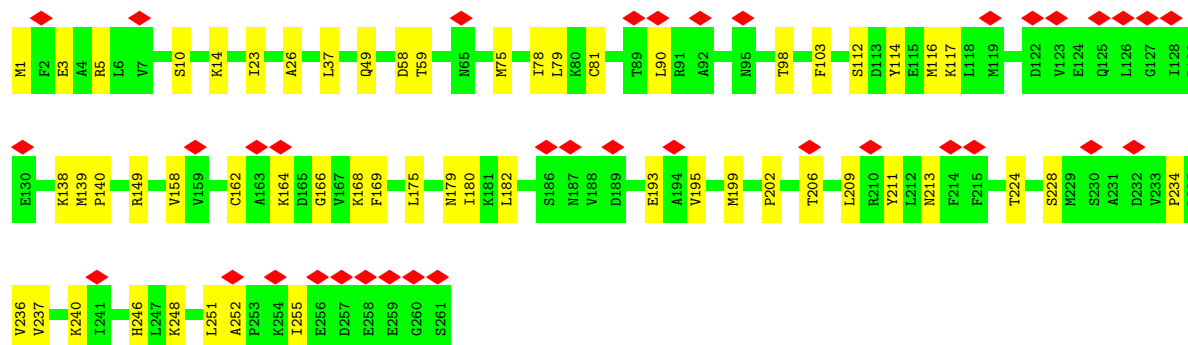 M1 F2 E3 A4 R5 L6 V7 S10 K14 I23 A26 L37 Q49 D58 T59 N65 M75 I78 L79 K80 C81 T89 L90 R91 A92 N95 T98 F103 S112 D113 Y114 E115 M116 K117 L118 M119 D122 V123 E124 Q125 L126 G127 I128
E130 K138 M139 P140 R149 V158 V159 C162 A163 K164 D165 G166 V167 K168 F169 L175 N179 I180 K181 L182 S186 N187 V188 D189 E193 A194 V195 M199 P202 T206 L209 R210 Y211 L212 N213 F214 F215 T224 S228 M229 S230 A231 D232 V233 P234
V236 V237 K240 I241 H246 L247 K248 L251 A252 P253 K254 I255 E256 D257 E258 E259 G260 S261